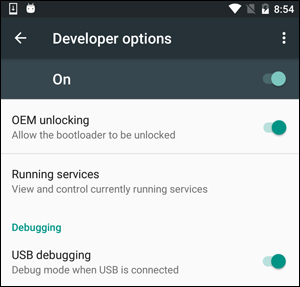 8:54
Developer options
On
OEM unlocking
Allow the bootloader to be unlocked
Running services
View and control currently running services
Debugging
USB debugging
Debug mode when USB is connected